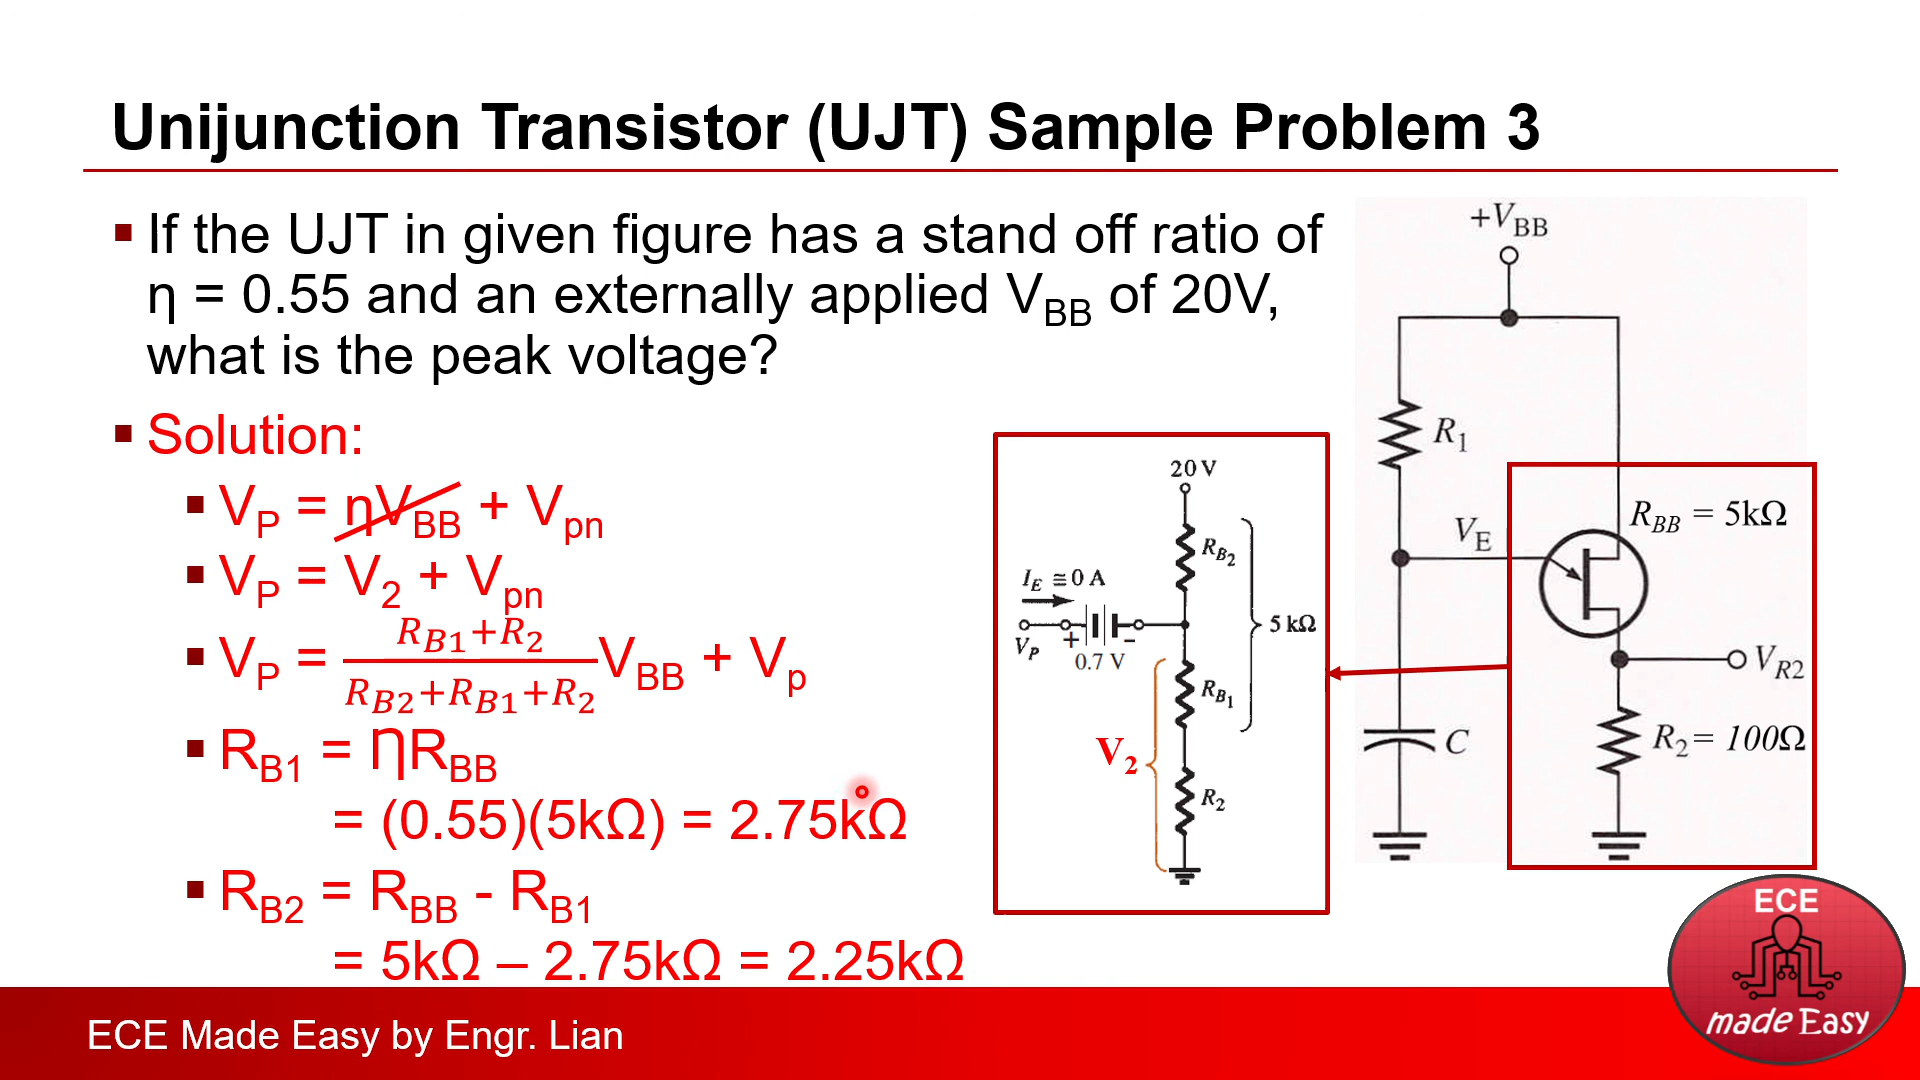 Unijunction Transistor (UJT) Sample Problem 3
If the UJT in given figure has a stand off ratio of
η = 0.55 and an externally applied V_BB of 20V,
what is the peak voltage?
Solution:
V_P = ηV_BB + V_pn
V_P = V_2 + V_pn
V_P = (R_B1+R_2)/(R_B2+R_B1+R_2) V_BB + V_p
R_B1 = ȠR_BB
= (0.55)(5kΩ) = 2.75kΩ
R_B2 = R_BB - R_B1
= 5kΩ – 2.75kΩ = 2.25kΩ
20 V
R_B2
I_E ≅ 0 A
V_P
+
-
0.7 V
5 kΩ
R_B1
V_2
R_2
+V_BB
R_1
R_BB = 5kΩ
V_E
V_R2
C
R_2 = 100Ω
ECE
made Easy
ECE Made Easy by Engr. Lian